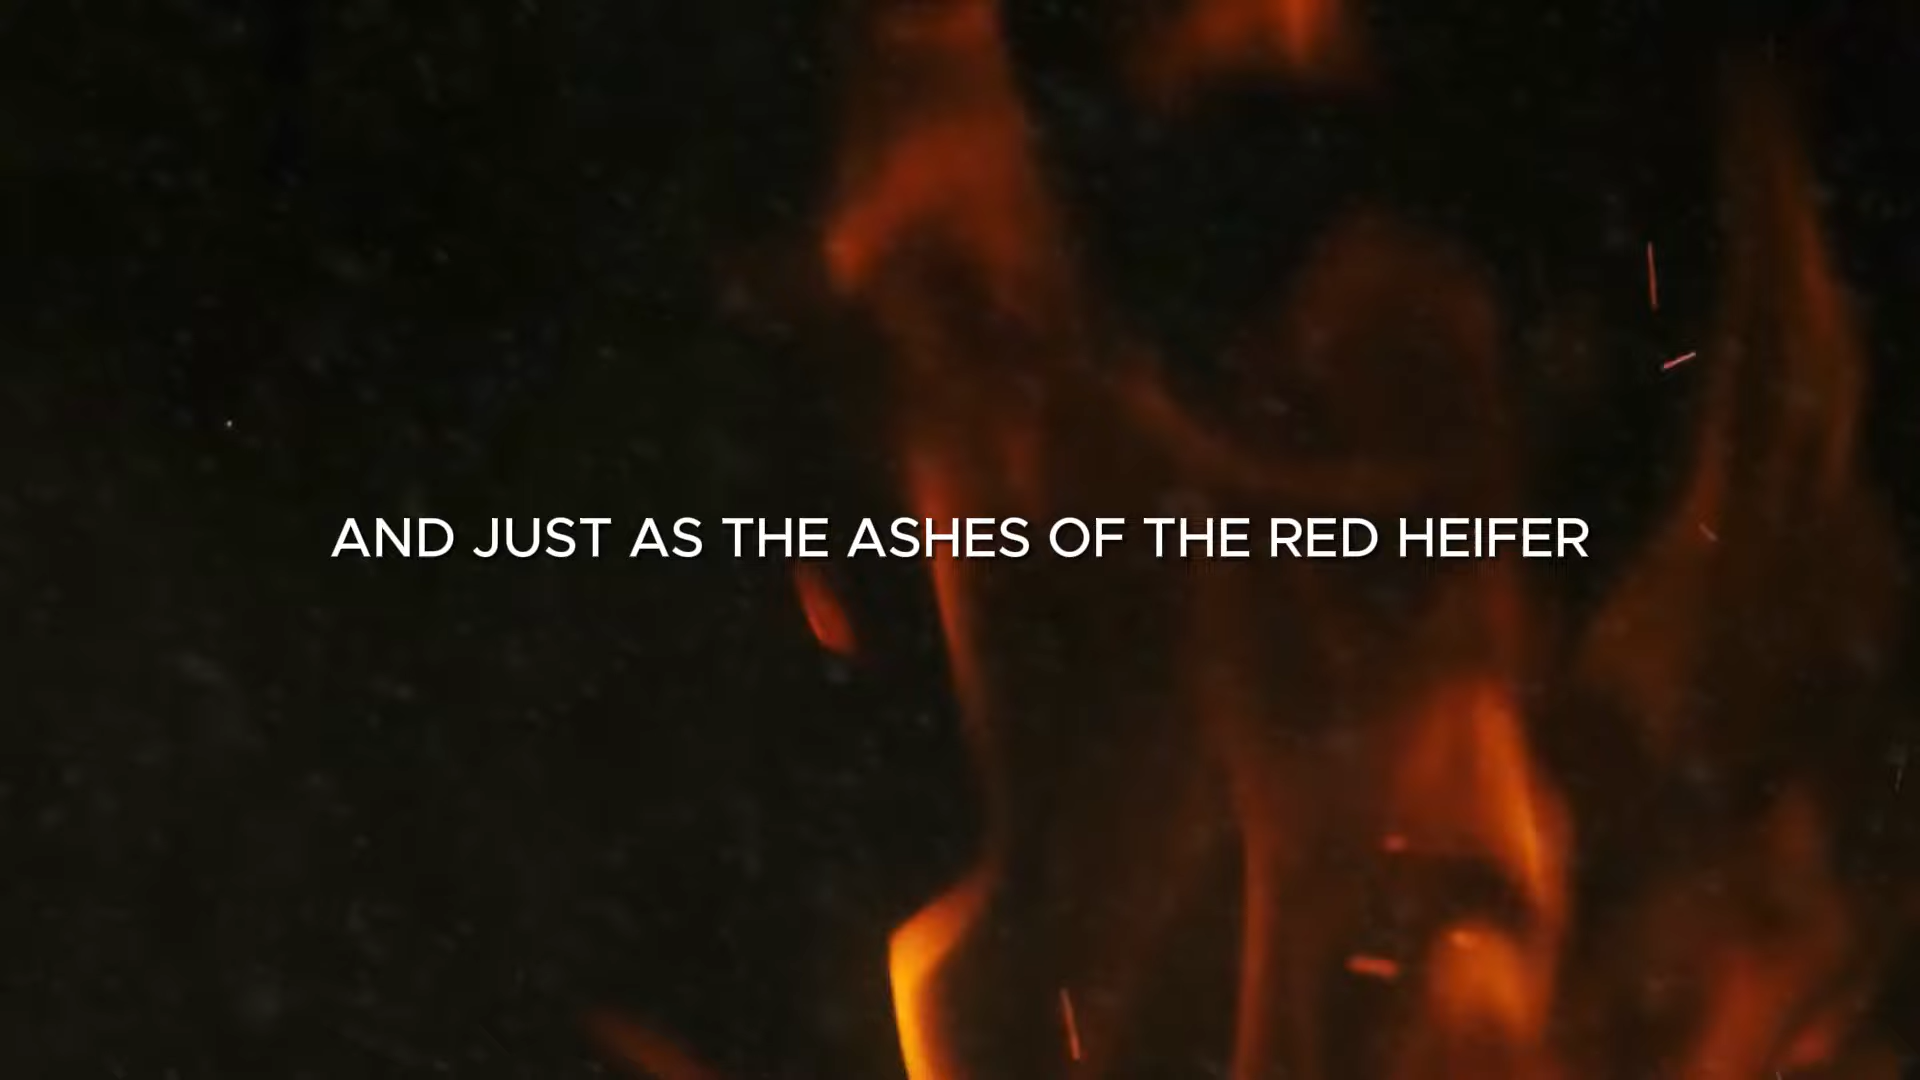 AND JUST AS THE ASHES OF THE RED HEIFER